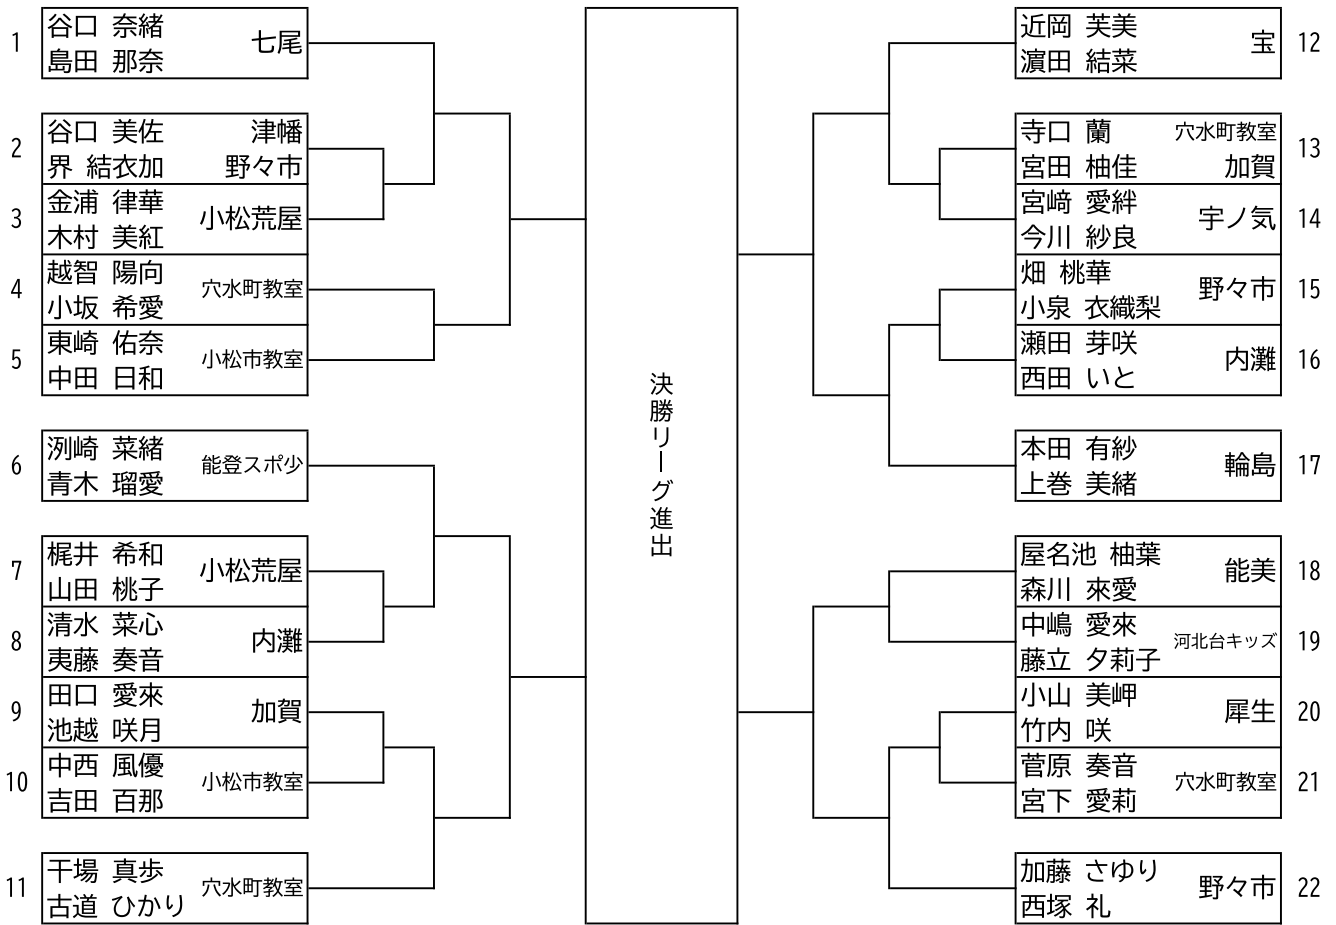 1 谷口 奈緒 島田 那奈 七尾
2 谷口 美佐 津幡
界 結衣加 野々市
3 金浦 律華 木村 美紅 小松荒屋
4 越智 陽向 小坂 希愛 穴水町教室
5 東崎 佑奈 中田 日和 小松市教室
6 洌崎 菜緒 青木 瑠愛 能登スポ少
7 梶井 希和 山田 桃子 小松荒屋
8 清水 菜心 夷藤 奏音 内灘
9 田口 愛來 池越 咲月 加賀
10 中西 風優 吉田 百那 小松市教室
11 干場 真歩 古道 ひかり 穴水町教室
決勝リーグ進出
近岡 芙美 濵田 結菜 宝 12
寺口 蘭 穴水町教室 13
宮田 柚佳 加賀
宮﨑 愛絆 今川 紗良 宇ノ気 14
畑 桃華 小泉 衣織梨 野々市 15
瀬田 芽咲 西田 いと 内灘 16
本田 有紗 上巻 美緒 輪島 17
屋名池 柚葉 森川 來愛 能美 18
中嶋 愛來 藤立 夕莉子 河北台キッズ 19
小山 美岬 竹内 咲 犀生 20
菅原 奏音 宮下 愛莉 穴水町教室 21
加藤 さゆり 西塚 礼 野々市 22